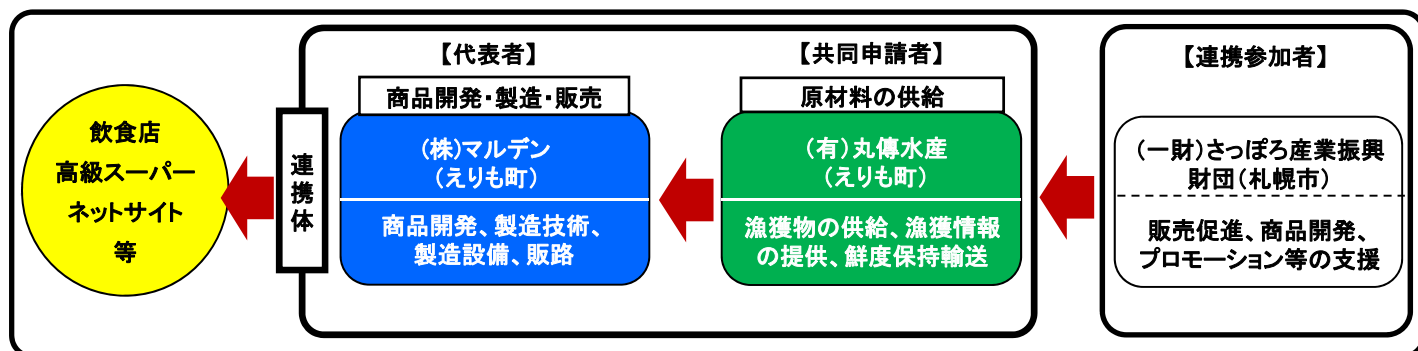 飲食店
高級スーパー
ネットサイト
等
連携体
【代表者】
商品開発・製造・販売
(株)マルデン
(えりも町)
商品開発、製造技術、
製造設備、販路
【共同申請者】
原材料の供給
(有)丸傳水産
(えりも町)
漁獲物の供給、漁獲情報
の提供、鮮度保持輸送
【連携参加者】
(一財)さっぽろ産業振興
財団(札幌市)
販売促進、商品開発、
プロモーション等の支援